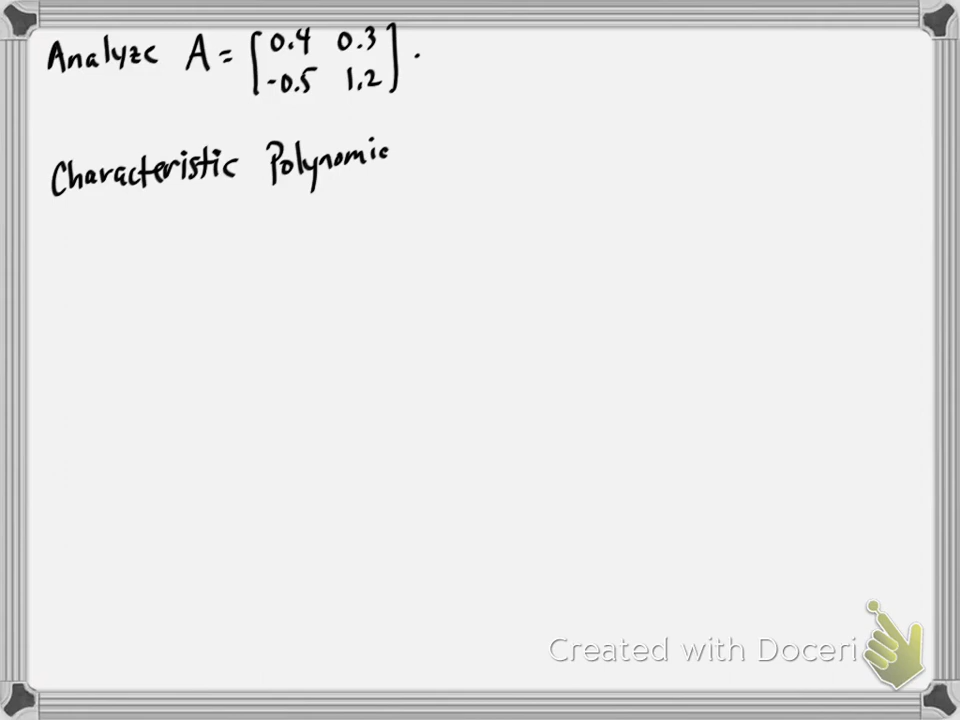 Analyze A = [0.4 0.3
-0.5 1.2].
Characteristic Polynomic
Created with Doceri